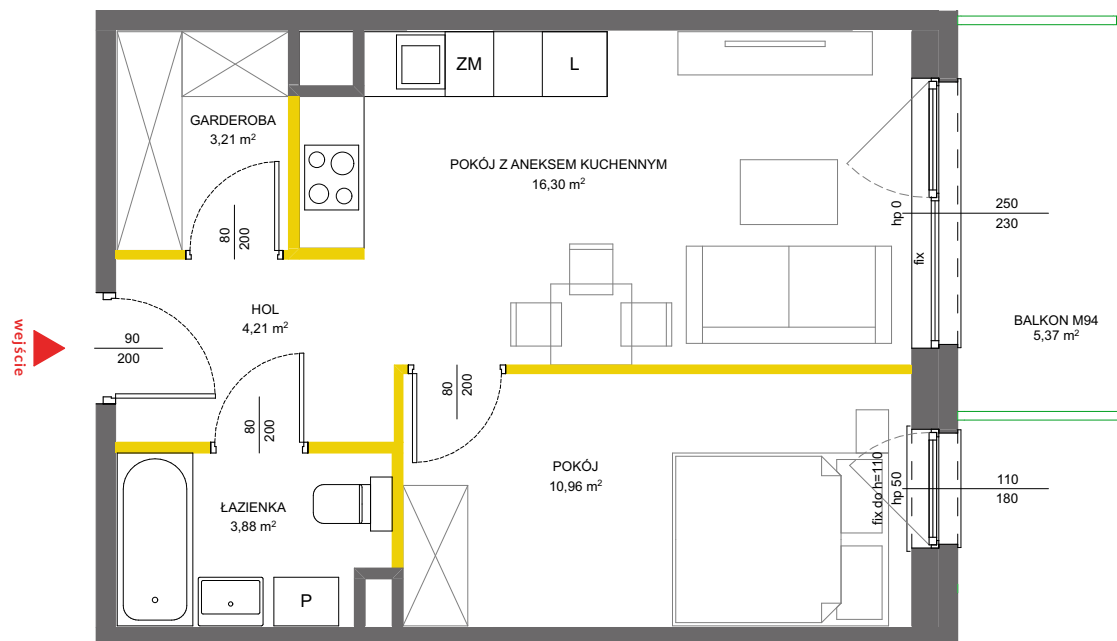 GARDEROBA
3,21 m²
ZM
L
POKÓJ Z ANEKSEM KUCHENNYM
16,30 m²
80
200
hp 0
250
230
fix
HOL
4,21 m²
BALKON M94
5,37 m²
wejście
90
200
80
200
80
200
POKÓJ
10,96 m²
fix do h=110
hp 50
110
180
ŁAZIENKA
3,88 m²
P